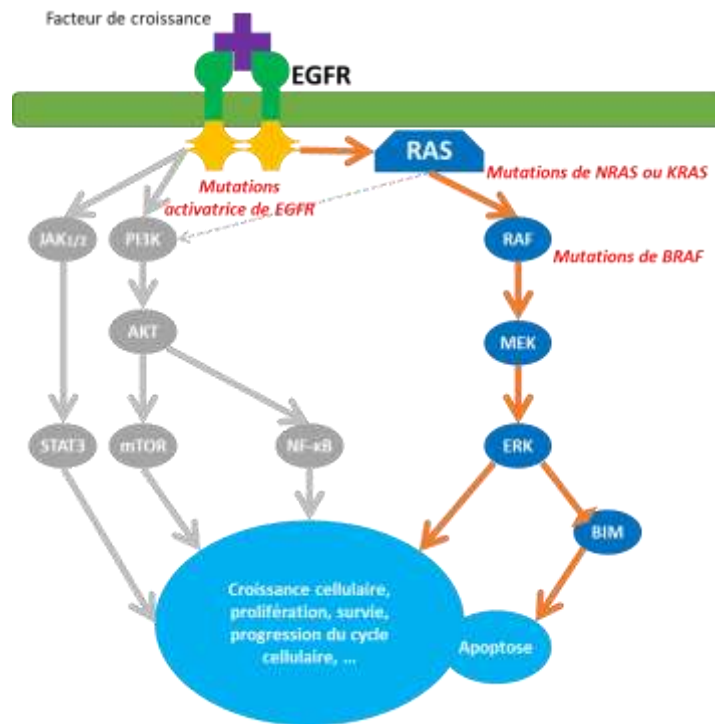 Facteur de croissance
EGFR
RAS
Mutations
activatrice de EGFR
Mutations de NRAS ou KRAS
JAK1/2
PI3K
RAF
Mutations de BRAF
AKT
MEK
STAT3
mTOR
NF-κB
ERK
BIM
Croissance cellulaire,
prolifération, survie,
progression du cycle
cellulaire, ...
Apoptose